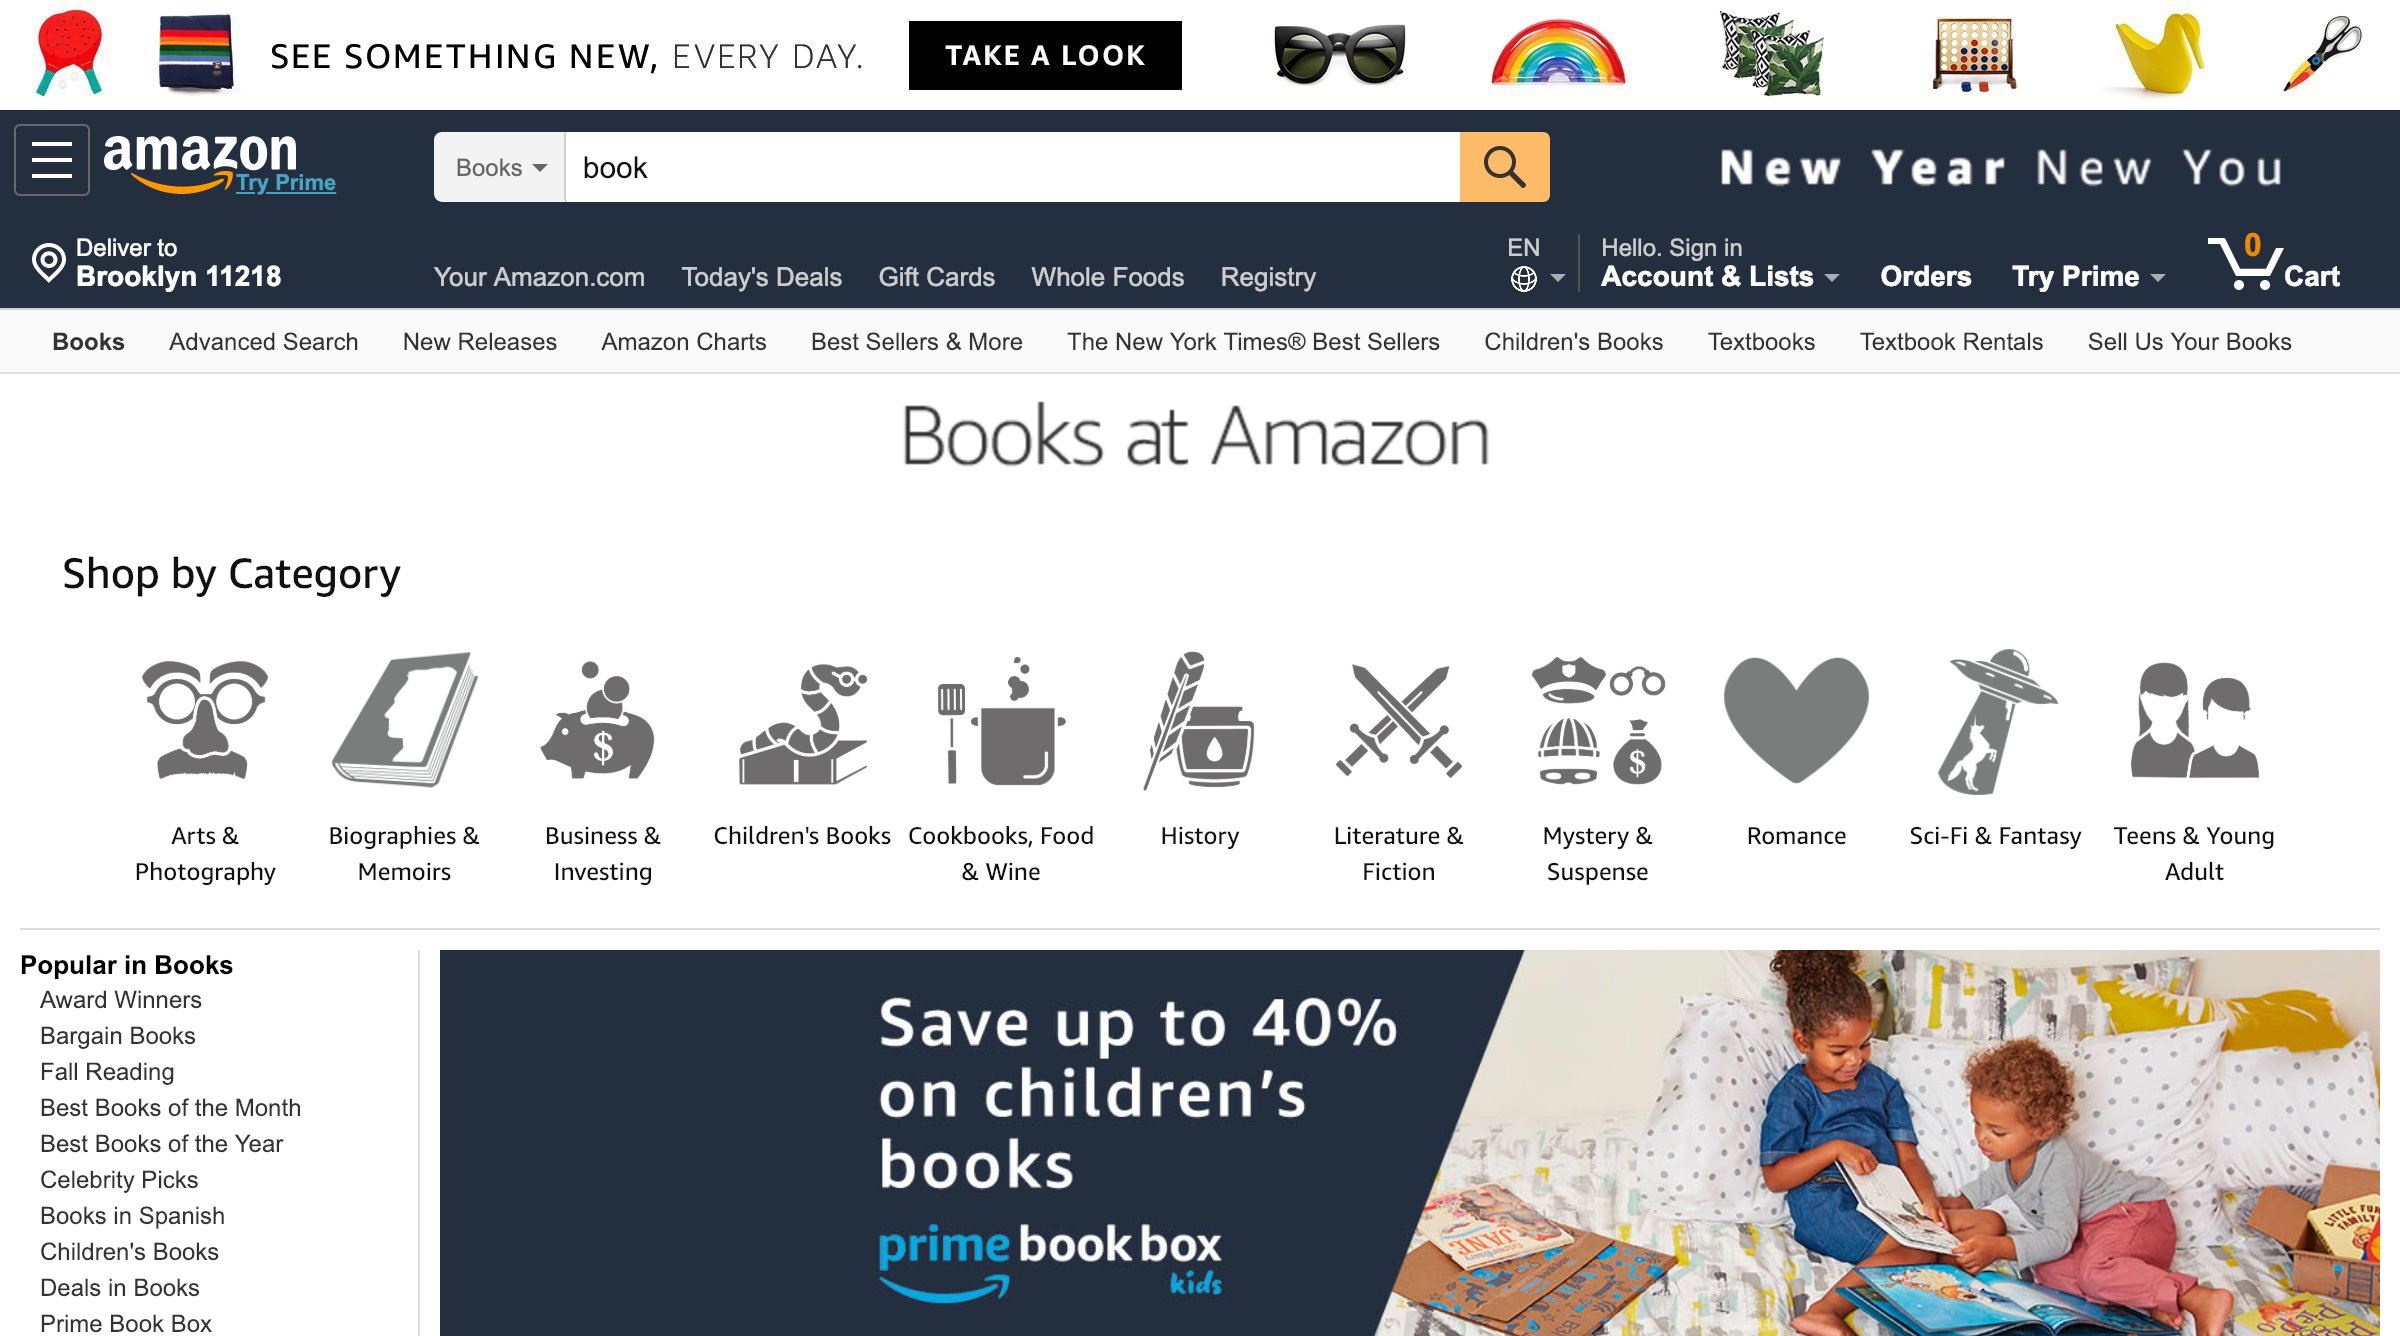 SEE SOMETHING NEW, EVERY DAY. TAKE A LOOK
amazon
Try Prime
Books book
New Year New You
Deliver to
Brooklyn 11218
Your Amazon.com Today's Deals Gift Cards Whole Foods Registry
EN
Hello. Sign in
Account & Lists Orders Try Prime 0 Cart
Books Advanced Search New Releases Amazon Charts Best Sellers & More The New York Times® Best Sellers Children's Books Textbooks Textbook Rentals Sell Us Your Books
Books at Amazon
Shop by Category
$
$
Arts &
Photography
Biographies &
Memoirs
Business &
Investing
Children's Books
Cookbooks, Food
& Wine
History
Literature &
Fiction
Mystery &
Suspense
Romance
Sci-Fi & Fantasy
Teens & Young
Adult
Popular in Books
Award Winners
Bargain Books
Fall Reading
Best Books of the Month
Best Books of the Year
Celebrity Picks
Books in Spanish
Children's Books
Deals in Books
Prime Book Box
Save up to 40%
on children's
books
prime book box
kids
JANE
LITTLE
FAMILY